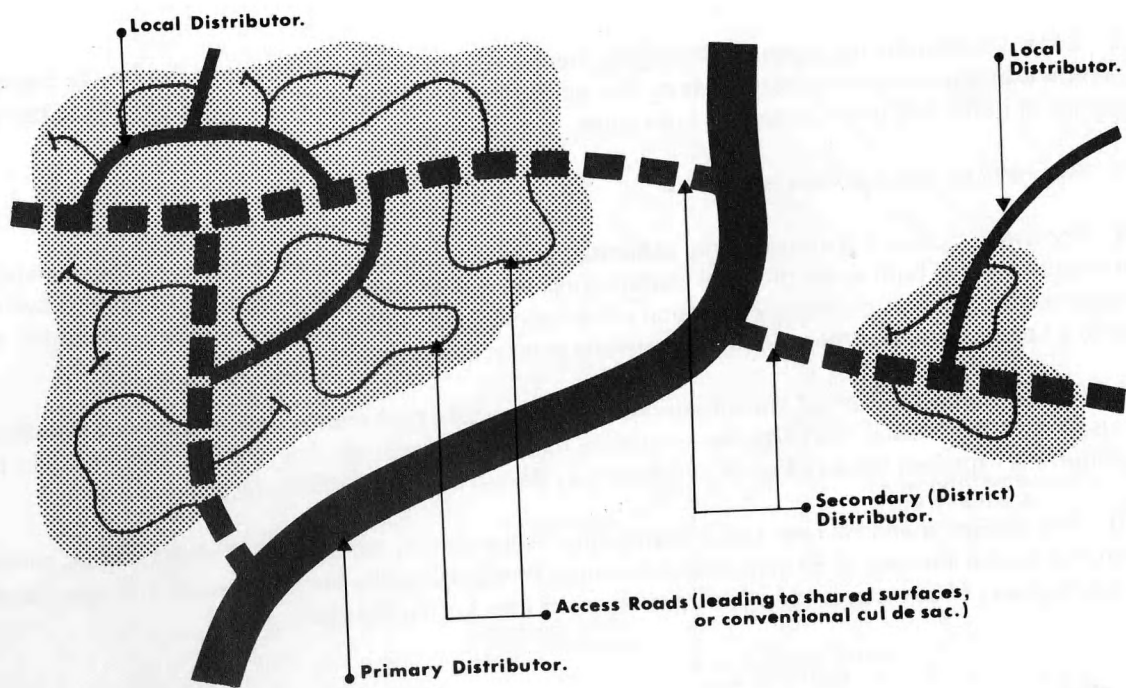 Local Distributor.
Local
Distributor.
Secondary (District)
Distributor.
Access Roads (leading to shared surfaces,
or conventional cul de sac.)
Primary Distributor.